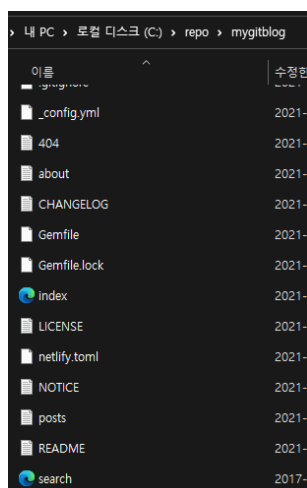 내 PC › 로컬 디스크 (C:) › repo › mygitblog
이름 수정한
_config.yml 2021-
404 2021-
about 2021-
CHANGELOG 2021-
Gemfile 2021-
Gemfile.lock 2021-
index 2021-
LICENSE 2021-
netlify.toml 2021-
NOTICE 2021-
posts 2021-
README 2021-
search 2017-